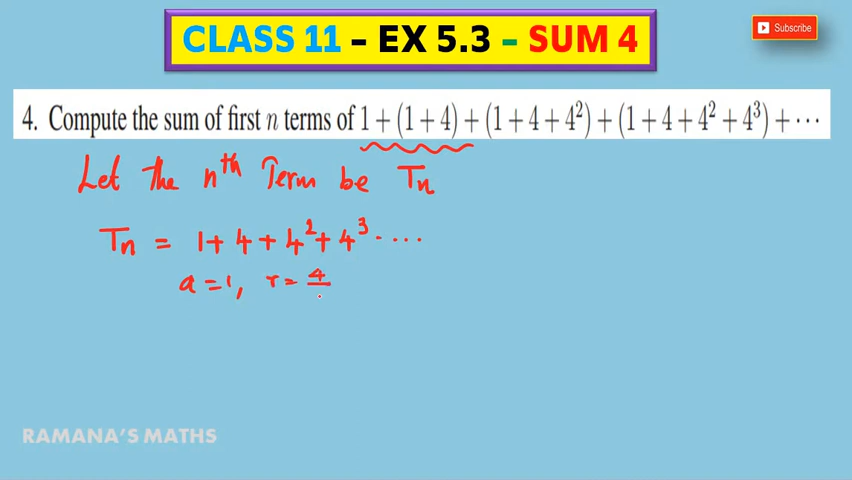 CLASS 11 – EX 5.3 – SUM 4
Subscribe
4. Compute the sum of first n terms of 1 + (1 + 4) + (1 + 4 + 4²) + (1 + 4 + 4² + 4³) + ⋯
Let the nth Term be Tn
Tn = 1 + 4 + 4² + 4³ ‐ ⋯
a = 1, r = 4/
RAMANA'S MATHS